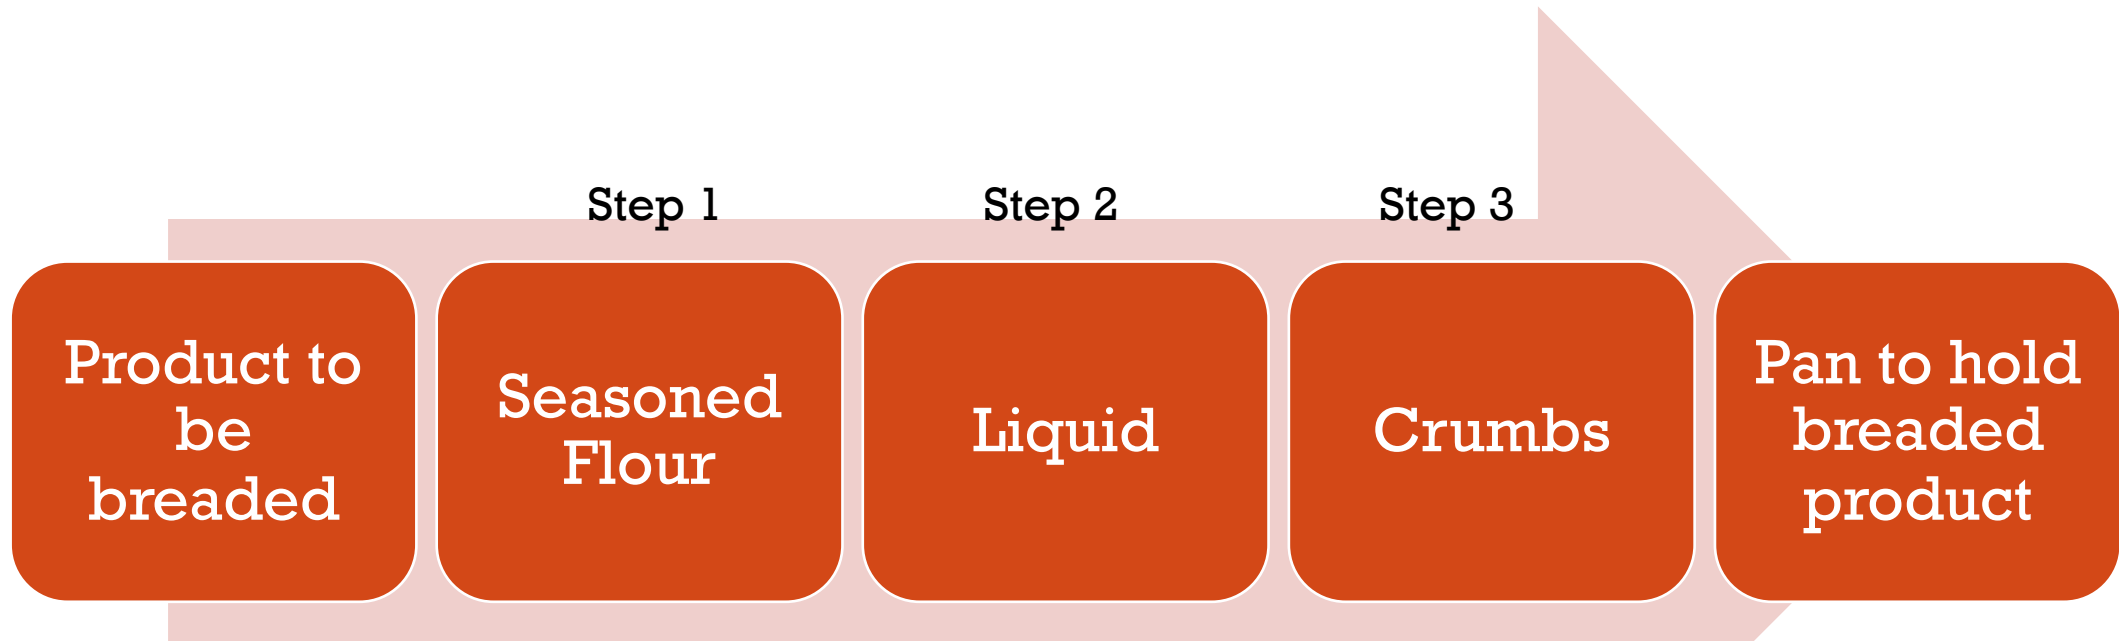 Step 1
Step 2
Step 3
Product to
be
breaded
Seasoned
Flour
Liquid
Crumbs
Pan to hold
breaded
product